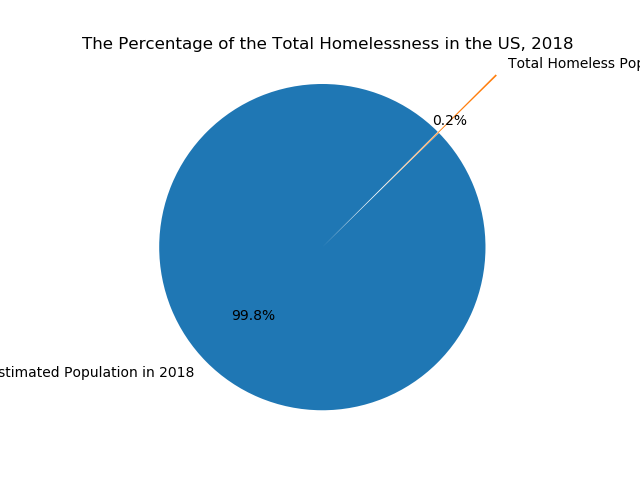 The Percentage of the Total Homelessness in the US, 2018
Total Homeless Pop
0.2%
99.8%
stimated Population in 2018